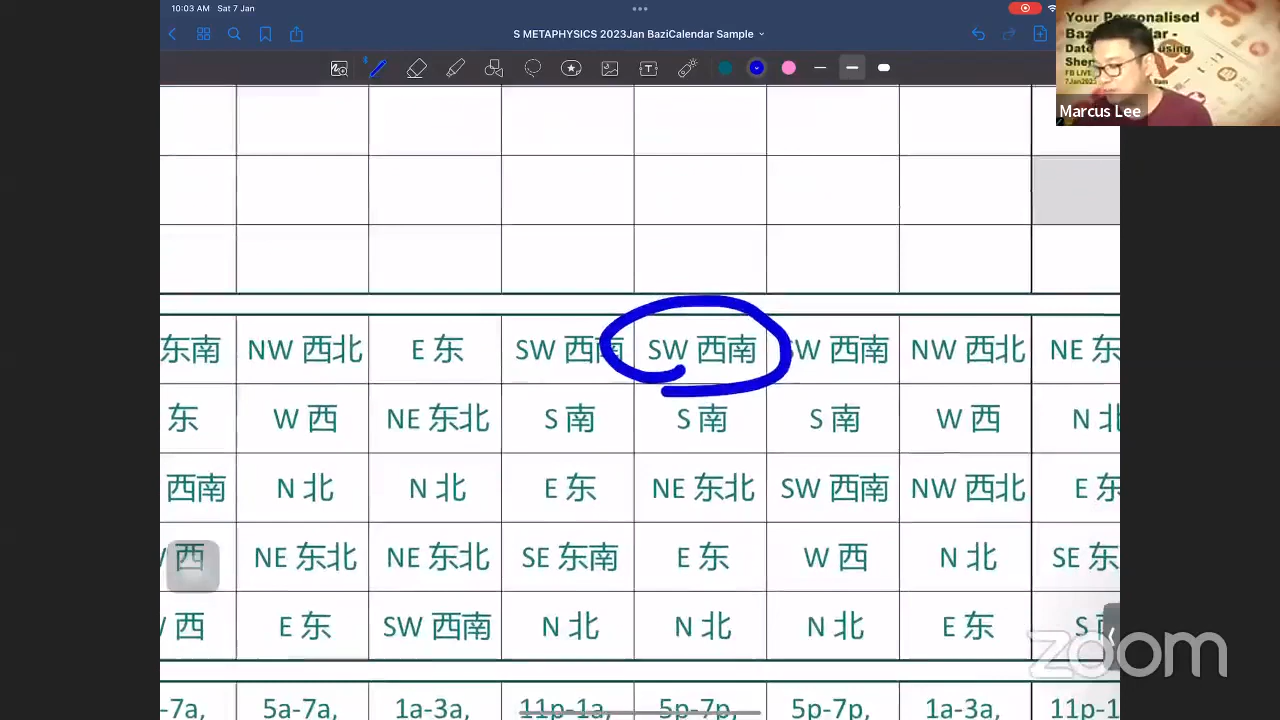 10:03 AM Sat 7 Jan
S METAPHYSICS 2023Jan BaziCalendar Sample
Your Personalised
Marcus Lee
东南 NW 西北 E 东 SW 西南 SW 西南 SW 西南 NW 西北 NE 东
东 W 西 NE 东北 S 南 S 南 S 南 W 西 N 北
西南 N 北 N 北 E 东 NE 东北 SW 西南 NW 西北 E 东
西 NE 东北 NE 东北 SE 东南 E 东 W 西 N 北 SE 东
西 E 东 SW 西南 N 北 N 北 N 北 E 东 S
-7a, 5a-7a, 1a-3a, 11p-1a, 5p-7p, 5p-7p, 1a-3a, 11p-1
zoom